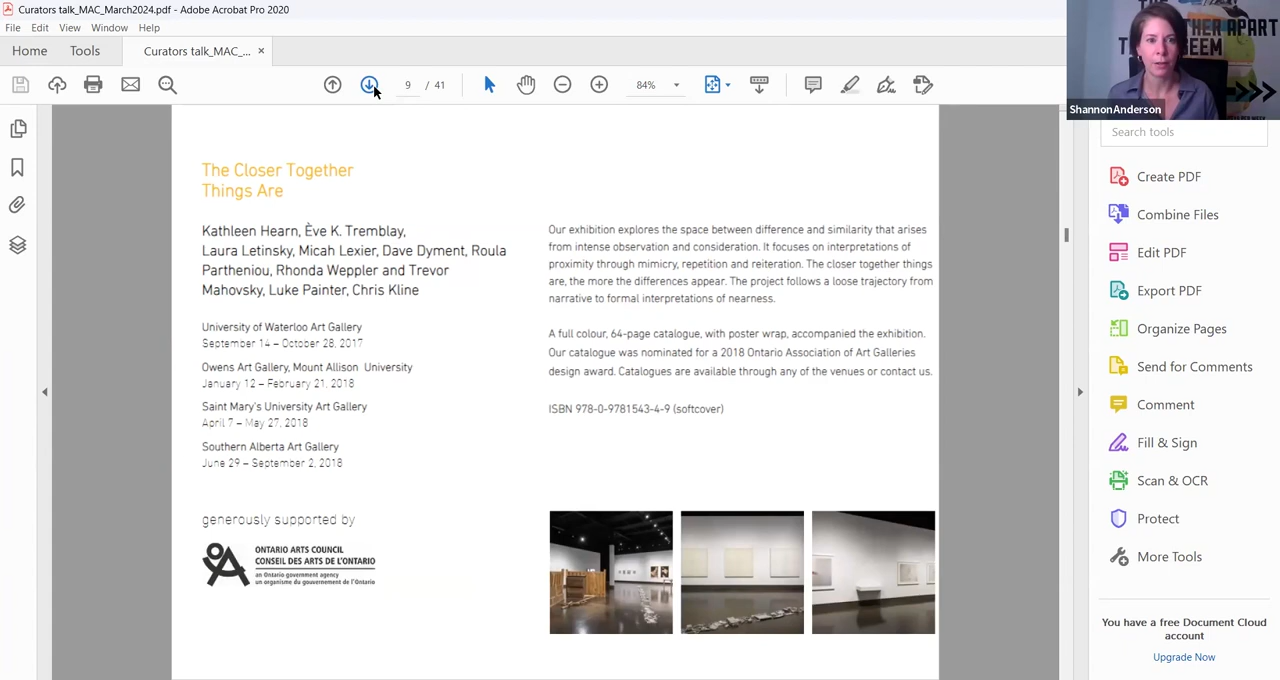 Curators talk_MAC_March2024.pdf - Adobe Acrobat Pro 2020
File Edit View Window Help
Home Tools Curators talk_MAC_... ×
9 / 41 84%
Shannon Anderson
Search tools
The Closer Together
Things Are
Kathleen Hearn, Ève K. Tremblay,
Laura Letinsky, Micah Lexier, Dave Dyment, Roula
Partheniou, Rhonda Weppler and Trevor
Mahovsky, Luke Painter, Chris Kline
University of Waterloo Art Gallery
September 14 – October 28, 2017
Owens Art Gallery, Mount Allison University
January 12 – February 21, 2018
Saint Mary's University Art Gallery
April 7 – May 27, 2018
Southern Alberta Art Gallery
June 29 – September 2, 2018
generously supported by
ONTARIO ARTS COUNCIL
CONSEIL DES ARTS DE L'ONTARIO
an Ontario government agency
un organisme du gouvernement de l'Ontario
Our exhibition explores the space between difference and similarity that arises
from intense observation and consideration. It focuses on interpretations of
proximity through mimicry, repetition and reiteration. The closer together things
are, the more the differences appear. The project follows a loose trajectory from
narrative to formal interpretations of nearness.
A full colour, 64-page catalogue, with poster wrap, accompanied the exhibition.
Our catalogue was nominated for a 2018 Ontario Association of Art Galleries
design award. Catalogues are available through any of the venues or contact us.
ISBN 978-0-9781543-4-9 (softcover)
Create PDF
Combine Files
Edit PDF
Export PDF
Organize Pages
Send for Comments
Comment
Fill & Sign
Scan & OCR
Protect
More Tools
You have a free Document Cloud
account
Upgrade Now